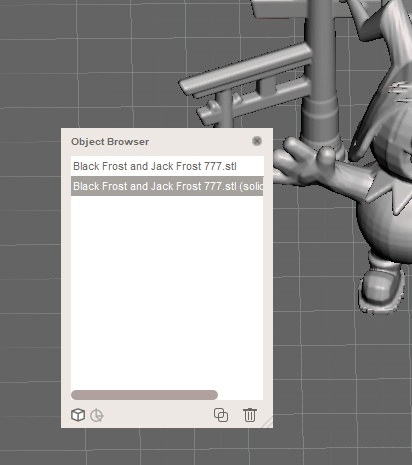 Object Browser
Black Frost and Jack Frost 777.stl
Black Frost and Jack Frost 777.stl (solid